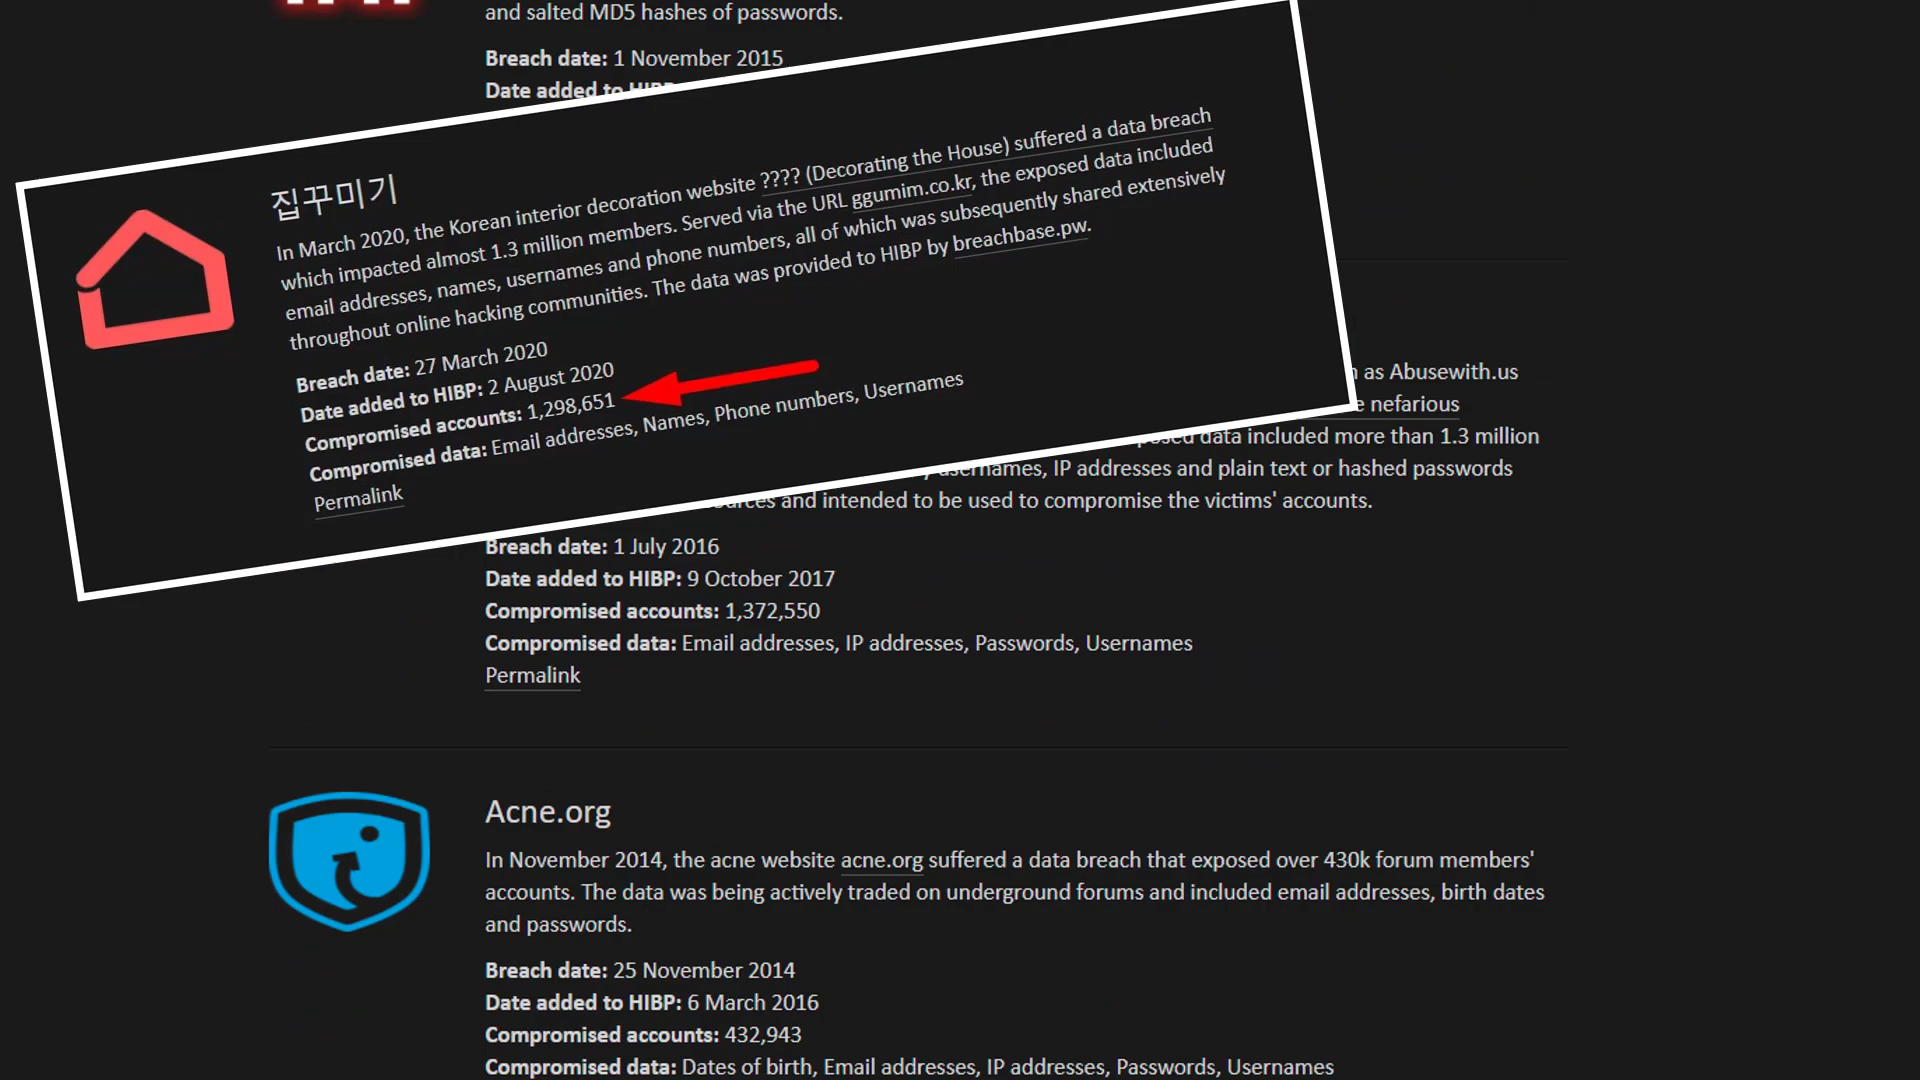 and salted MD5 hashes of passwords.
Breach date: 1 November 2015
Date added to HIBP:
집꾸미기
In March 2020, the Korean interior decoration website ???? (Decorating the House) suffered a data breach
which impacted almost 1.3 million members. Served via the URL ggumim.co.kr, the exposed data included
email addresses, names, usernames and phone numbers, all of which was subsequently shared extensively
throughout online hacking communities. The data was provided to HIBP by breachbase.pw.
Breach date: 27 March 2020
Date added to HIBP: 2 August 2020
Compromised accounts: 1,298,651
Compromised data: Email addresses, Names, Phone numbers, Usernames
Permalink
as Abusewith.us
nefarious
exposed data included more than 1.3 million
usernames, IP addresses and plain text or hashed passwords
and intended to be used to compromise the victims' accounts.
Breach date: 1 July 2016
Date added to HIBP: 9 October 2017
Compromised accounts: 1,372,550
Compromised data: Email addresses, IP addresses, Passwords, Usernames
Permalink
Acne.org
In November 2014, the acne website acne.org suffered a data breach that exposed over 430k forum members'
accounts. The data was being actively traded on underground forums and included email addresses, birth dates
and passwords.
Breach date: 25 November 2014
Date added to HIBP: 6 March 2016
Compromised accounts: 432,943
Compromised data: Dates of birth, Email addresses, IP addresses, Passwords, Usernames